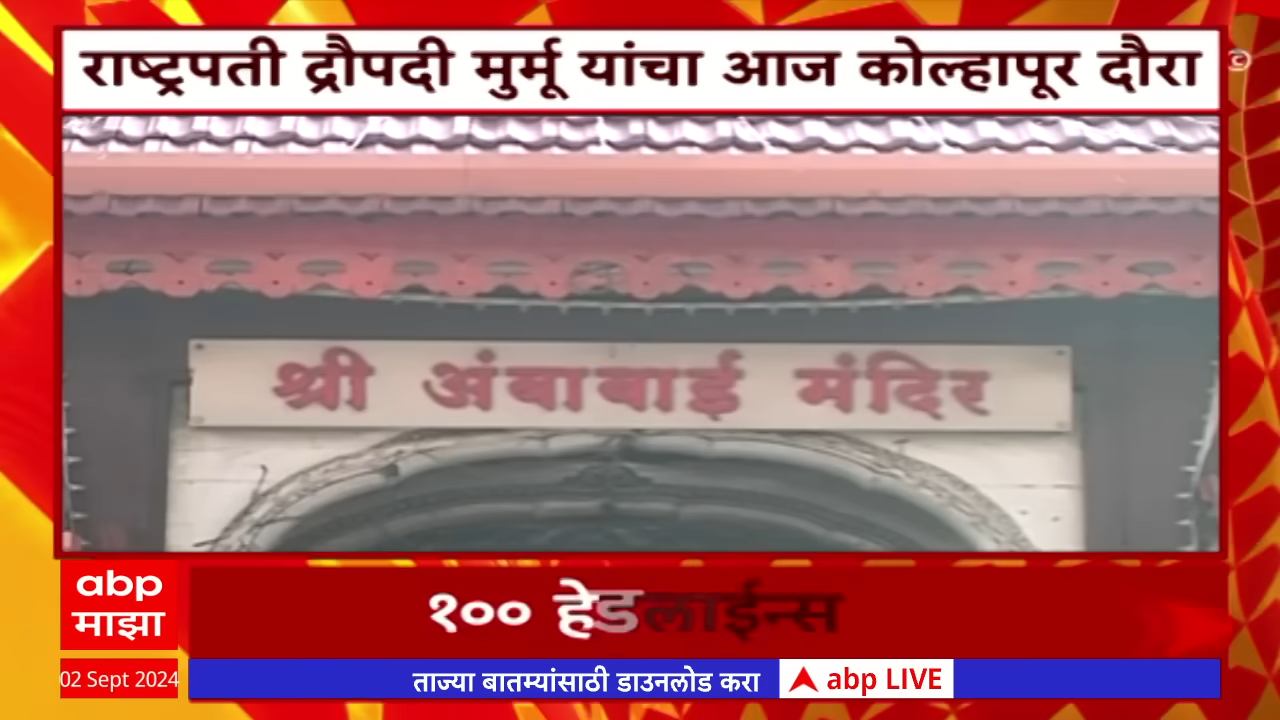 राष्ट्रपती द्रौपदी मुर्मू यांचा आज कोल्हापूर दौरा
©
श्री अंबाबाई मंदिर
abp
माझा
१०० हेडलाईन्स
02 Sept 2024
ताज्या बातम्यांसाठी डाउनलोड करा abp LIVE